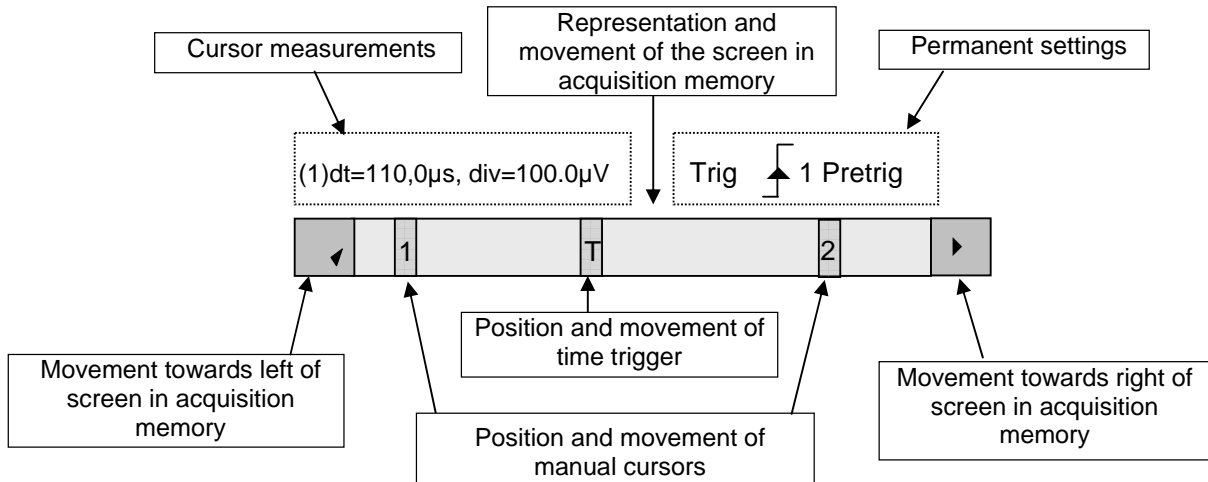 Cursor measurements
Representation and
movement of the screen in
acquisition memory
Permanent settings
(1)dt=110,0µs, div=100.0µV
Trig 1 Pretrig
1 T 2
Movement towards left of
screen in acquisition
memory
Position and movement of
time trigger
Position and movement of
manual cursors
Movement towards right of
screen in acquisition
memory